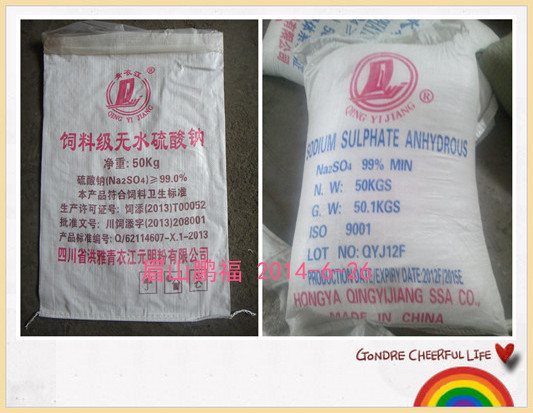 青衣江
®
QING YI JIANG
饲料级无水硫酸钠
净重: 50Kg
硫酸钠(Na2SO4)≥99.0%
本产品符合饲料卫生标准
生产许可证号: 饲添(2013)T00052
批准文号: 川饲添字(2013)208001
产品标准编号: Q/62114607-X.1-2013
四川省洪雅青衣江元明粉有限公司
QING YI JIANG
®
SODIUM SULPHATE ANHYDROUS
Na2SO4 99% MIN
N. W: 50KGS
G. W: 50.1KGS
ISO 9001
LOT NO: QYJ12F
PRODUCTION DATE/EXPIRY DATE:2012F/2015E
HONGYA QINGYIJIANG SSA CO.,
MADE IN CHINA
有限公司
眉山鹏福 2014-6-26
GONDRE CHEERFUL LIFE